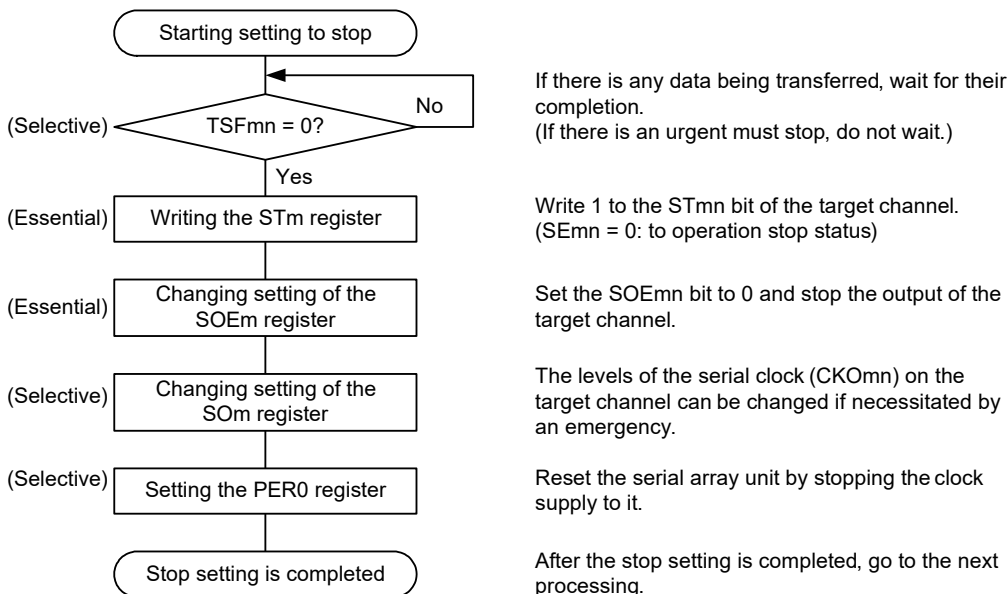 Starting setting to stop
If there is any data being transferred, wait for their
completion.
(If there is an urgent must stop, do not wait.)
No
(Selective)
TSFmn = 0?
Yes
(Essential)
Writing the STm register
Write 1 to the STmn bit of the target channel.
(SEmn = 0: to operation stop status)
(Essential)
Changing setting of the
SOEm register
Set the SOEmn bit to 0 and stop the output of the
target channel.
(Selective)
Changing setting of the
SOm register
The levels of the serial clock (CKOmn) on the
target channel can be changed if necessitated by
an emergency.
(Selective)
Setting the PER0 register
Reset the serial array unit by stopping the clock
supply to it.
Stop setting is completed
After the stop setting is completed, go to the next
processing.